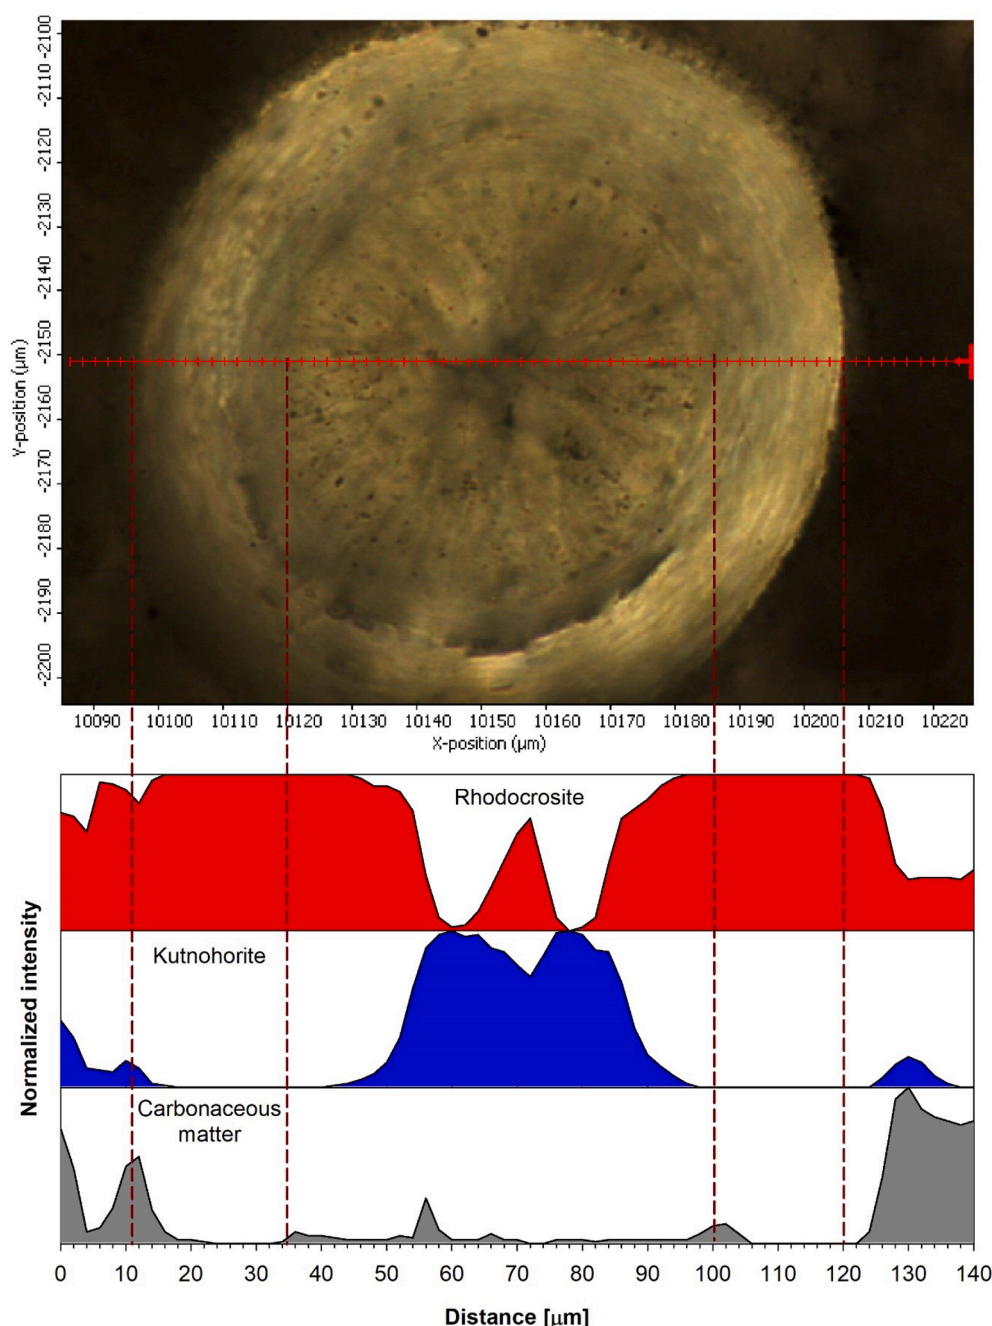 -2100
-2110
-2120
-2130
-2140
-2150
-2160
-2170
-2180
-2190
-2200
Y-position (µm)
10090 10100 10110 10120 10130 10140 10150 10160 10170 10180 10190 10200 10210 10220
X-position (µm)
Rhodocrosite
Kutnohorite
Carbonaceous
matter
Normalized intensity
0 10 20 30 40 50 60 70 80 90 100 110 120 130 140
Distance [µm]